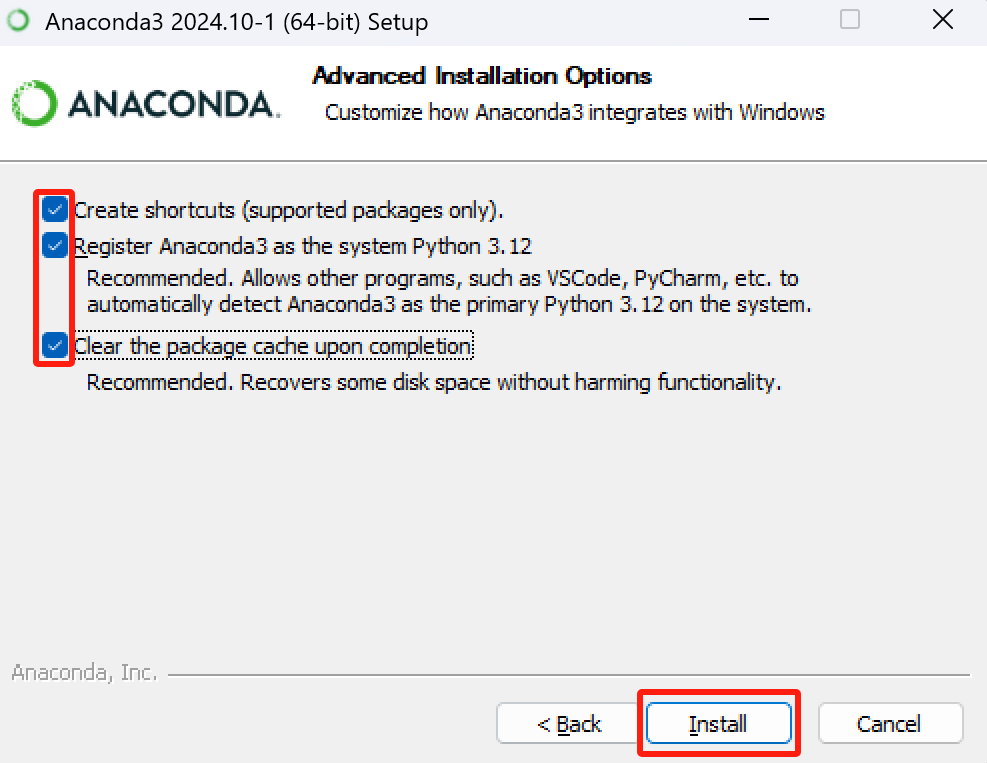 Anaconda3 2024.10-1 (64-bit) Setup
ANACONDA.
Advanced Installation Options
Customize how Anaconda3 integrates with Windows
Create shortcuts (supported packages only).
Register Anaconda3 as the system Python 3.12
Recommended. Allows other programs, such as VSCode, PyCharm, etc. to
automatically detect Anaconda3 as the primary Python 3.12 on the system.
Clear the package cache upon completion
Recommended. Recovers some disk space without harming functionality.
Anaconda, Inc.
< Back
Install
Cancel